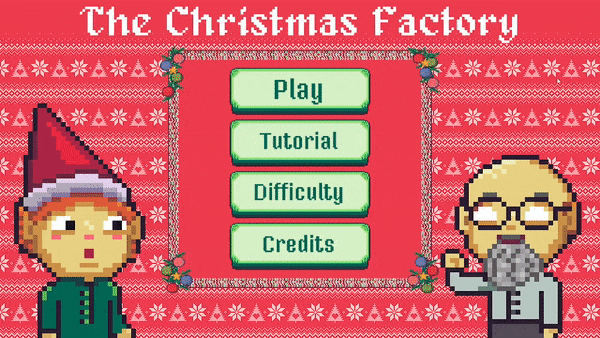 The Christmas Factory
Play
Tutorial
Difficulty
Credits